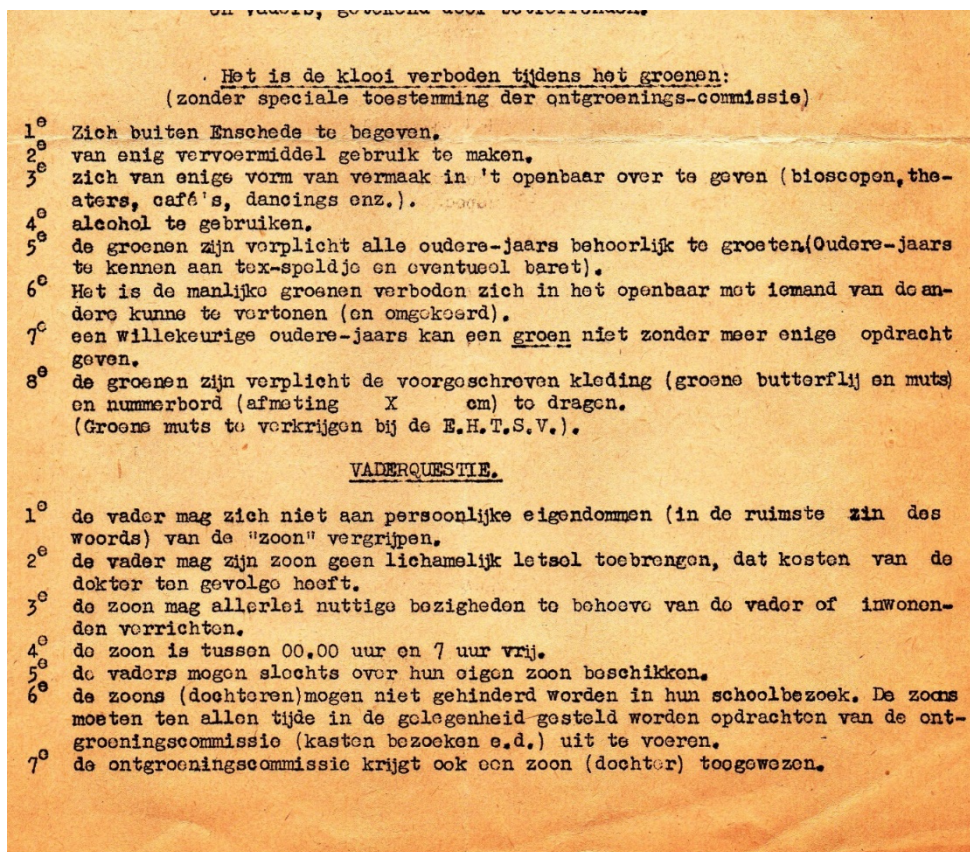 en vaders, getekend door betreffenden.
Het is de klooi verboden tijdens het groenen:
(zonder speciale toestemming der ontgroenings-commissie)
1e Zich buiten Enschede te begeven.
2e van enig vervoermiddel gebruik te maken.
3e zich van enige vorm van vermaak in 't openbaar over te geven (bioscopen,the-
aters, café's, dancings enz.).
4e alcohol te gebruiken.
5e de groenen zijn verplicht alle oudere-jaars behoorlijk te groeten.(Oudere-jaars
te kennen aan tex-speldje en eventueel baret).
6e Het is de manlijke groenen verboden zich in het openbaar met iemand van de an-
dere kunne te vertonen (en omgekeerd).
7e een willekeurige oudere-jaars kan een groen niet zonder meer enige opdracht
geven.
8e de groenen zijn verplicht de voorgeschreven kleding (groene butterflij en muts)
en nummerbord (afmeting X cm) te dragen.
(Groene muts te verkrijgen bij de E.H.T.S.V.).
VADERQUESTIE.
1e de vader mag zich niet aan persoonlijke eigendommen (in de ruimste zin des
woords) van de "zoon" vergrijpen.
2e de vader mag zijn zoon geen lichamelijk letsel toebrengen, dat kosten van de
dokter ten gevolge heeft.
3e de zoon mag allerlei nuttige bezigheden te behoeve van de vader of inwonen-
den verrichten.
4e de zoon is tussen 00.00 uur en 7 uur vrij.
5e de vaders mogen slechts over hun eigen zoon beschikken.
6e de zoons (dochteren)mogen niet gehinderd worden in hun schoolbezoek. De zoons
moeten ten allen tijde in de gelegenheid gesteld worden opdrachten van de ont-
groeningscommissie (kasten bezoeken e.d.) uit te voeren.
7e de ontgroeningscommissie krijgt ook een zoon (dochter) toegewezen.